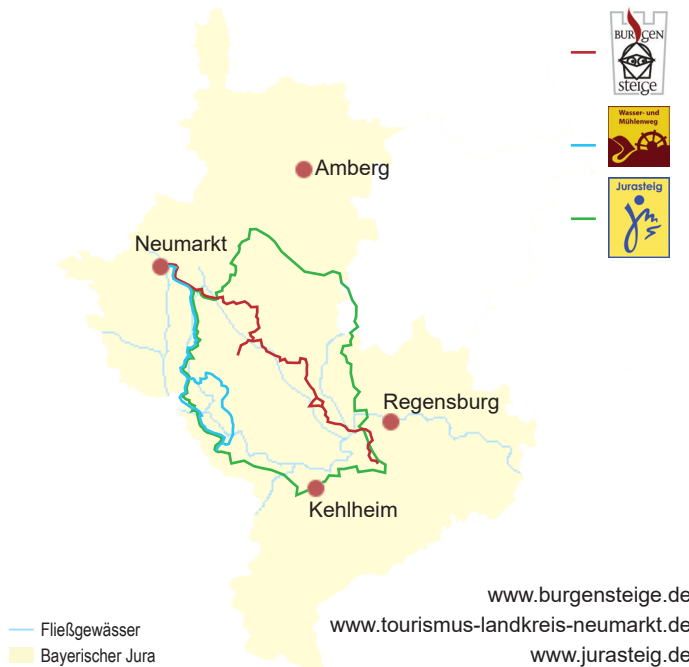 BURGEN
steige
Wasser- und
Mühlenweg
Jurasteig
Amberg
Neumarkt
Regensburg
Kehlheim
www.burgensteige.de
Fließgewässer
www.tourismus-landkreis-neumarkt.de
Bayerischer Jura
www.jurasteig.de